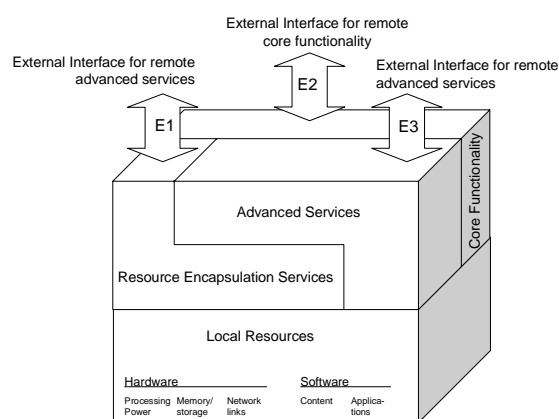 External Interface for remote
core functionality
External Interface for remote
advanced services
External Interface for remote
advanced services
E1
E2
E3
Core Functionality
Advanced Services
Resource Encapsulation Services
Local Resources
Hardware
Software
Processing
Power
Memory/
storage
Network
links
Content
Applica-
tions